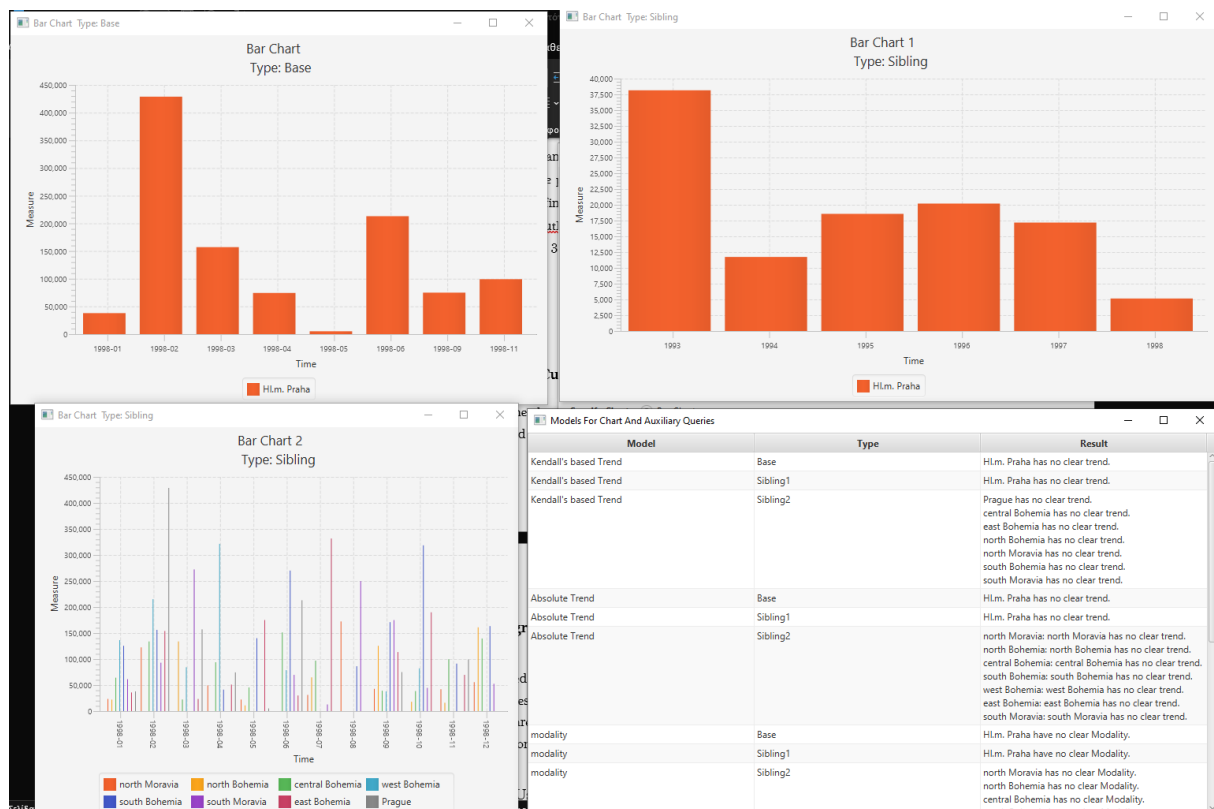 Bar Chart Type: Base
Bar Chart
Type: Base
Measure
450,000
400,000
350,000
300,000
250,000
200,000
150,000
100,000
50,000
0
1998-01 1998-02 1998-03 1998-04 1998-05 1998-06 1998-09 1998-11
Time
Hl.m. Praha
Bar Chart Type: Sibling
Bar Chart 1
Type: Sibling
Measure
40,000
37,500
35,000
32,500
30,000
27,500
25,000
22,500
20,000
17,500
15,000
12,500
10,000
7,500
5,000
2,500
0
1993 1994 1995 1996 1997 1998
Time
Hl.m. Praha
Bar Chart Type: Sibling
Bar Chart 2
Type: Sibling
Measure
450,000
400,000
350,000
300,000
250,000
200,000
150,000
100,000
50,000
0
1998-01 1998-02 1998-03 1998-04 1998-05 1998-06 1998-07 1998-08 1998-09 1998-10 1998-11 1998-12
Time
north Moravia north Bohemia central Bohemia west Bohemia
south Bohemia south Moravia east Bohemia Prague
Models For Chart And Auxiliary Queries
Model Type Result
Kendall's based Trend Base Hl.m. Praha has no clear trend.
Kendall's based Trend Sibling1 Hl.m. Praha has no clear trend.
Kendall's based Trend Sibling2 Prague has no clear trend.
central Bohemia has no clear trend.
east Bohemia has no clear trend.
north Bohemia has no clear trend.
north Moravia has no clear trend.
south Bohemia has no clear trend.
south Moravia has no clear trend.
Absolute Trend Base Hl.m. Praha has no clear trend.
Absolute Trend Sibling1 Hl.m. Praha has no clear trend.
Absolute Trend Sibling2 north Moravia: north Moravia has no clear trend.
north Bohemia: north Bohemia has no clear trend.
central Bohemia: central Bohemia has no clear trend.
south Bohemia: south Bohemia has no clear trend.
west Bohemia: west Bohemia has no clear trend.
east Bohemia: east Bohemia has no clear trend.
south Moravia: south Moravia has no clear trend.
modality Base Hl.m. Praha have no clear Modality.
modality Sibling1 Hl.m. Praha have no clear Modality.
modality Sibling2 north Moravia have no clear Modality.
north Bohemia have no clear Modality.
central Bohemia have no clear Modality.